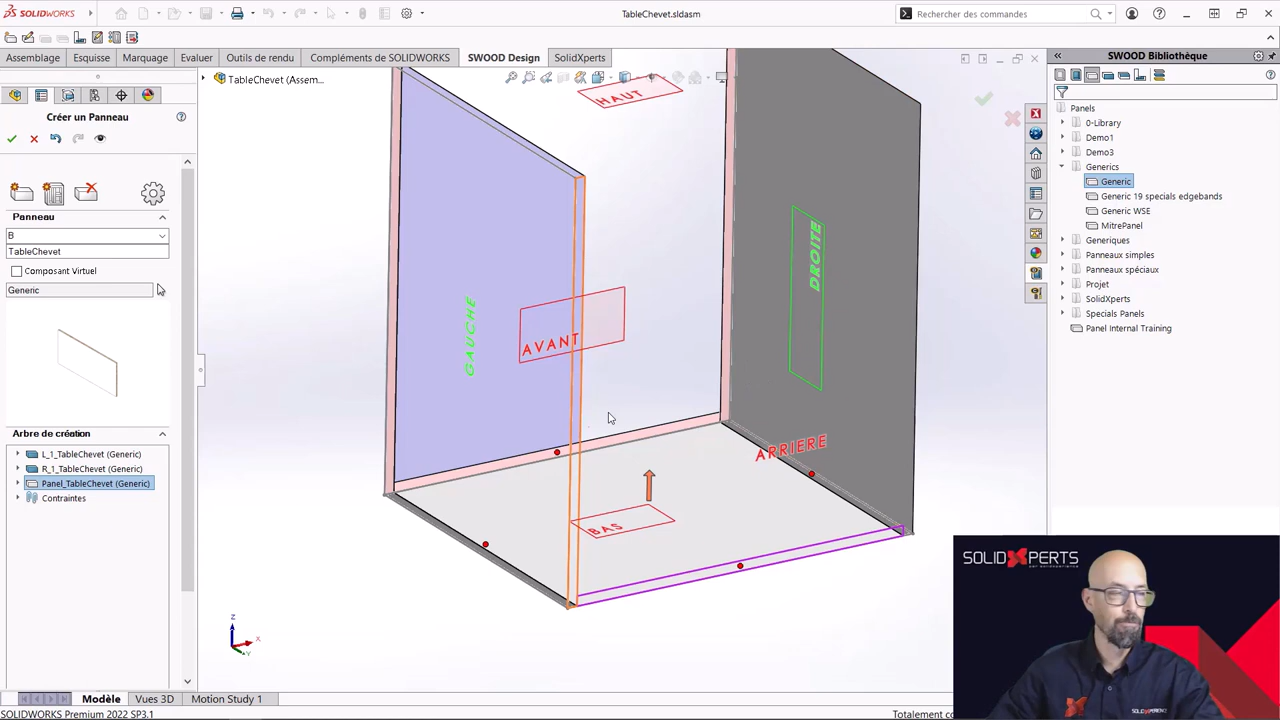 SOLIDWORKS
TableChevet.sldasm
Rechercher des commandes
Assemblage
Esquisse
Marquage
Evaluer
Outils de rendu
Compléments de SOLIDWORKS
SWOOD Design
SolidXperts
SWOOD Bibliothèque
TableChevet (Assem...
Créer un Panneau
Panneau
B
TableChevet
Composant Virtuel
Generic
Arbre de création
L_1_TableChevet (Generic)
R_1_TableChevet (Generic)
Panel_TableChevet (Generic)
Contraintes
HAUT
GAUCHE
AVANT
DROITE
ARRIERE
BAS
Z
X
Y
Panels
0-Library
Demo1
Demo3
Generics
Generic
Generic 19 specials edgebands
Generic WSE
MitrePanel
Generiques
Panneaux simples
Panneaux spéciaux
Projet
SolidXperts
Specials Panels
Panel Internal Training
SOLIDXPERTS
Modèle
Vues 3D
Motion Study 1
SOLIDWORKS Premium 2022 SP3.1
Totalement co